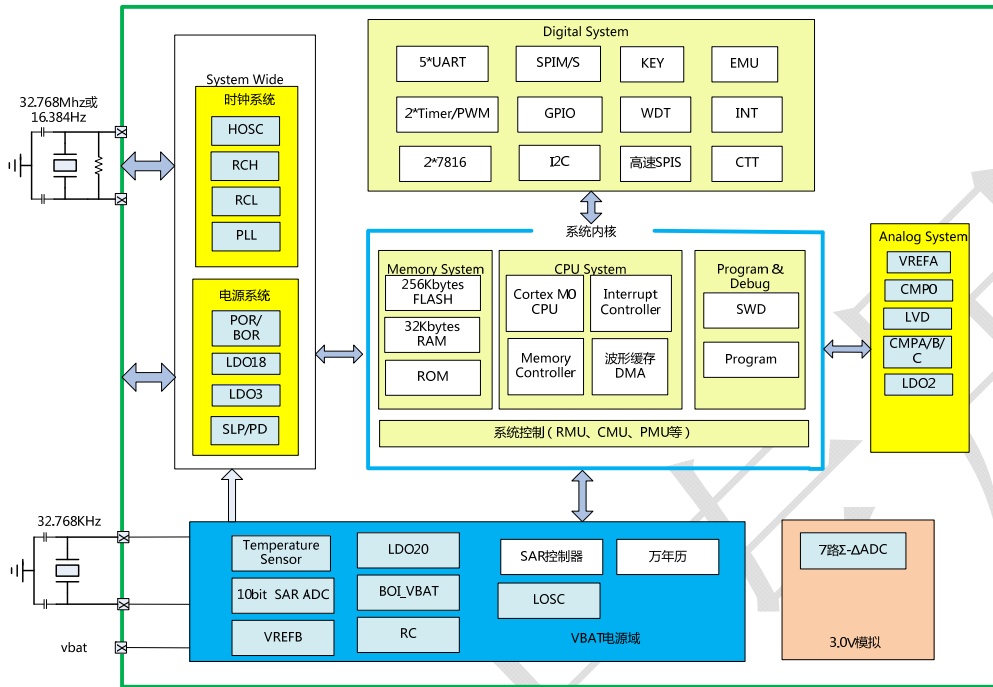 Digital System
5*UART
SPIM/S
KEY
EMU
2*Timer/PWM
GPIO
WDT
INT
2*7816
I2C
高速SPIS
CTT
32.768Mhz或
16.384Hz
System Wide
时钟系统
HOSC
RCH
RCL
PLL
电源系统
POR/
BOR
LDO18
LDO3
SLP/PD
系统内核
Memory System
256Kbytes
FLASH
32Kbytes
RAM
ROM
CPU System
Cortex M0
CPU
Interrupt
Controller
Memory
Controller
波形缓存
DMA
Program &
Debug
SWD
Program
系统控制(RMU、CMU、PMU等)
Analog System
VREFA
CMP0
LVD
CMPA/B/
C
LDO2
32.768KHz
vbat
Temperature
Sensor
LDO20
SAR控制器
万年历
10bit SAR ADC
BOI_VBAT
LOSC
VREFB
RC
VBAT电源域
7路Σ-ΔADC
3.0V模拟